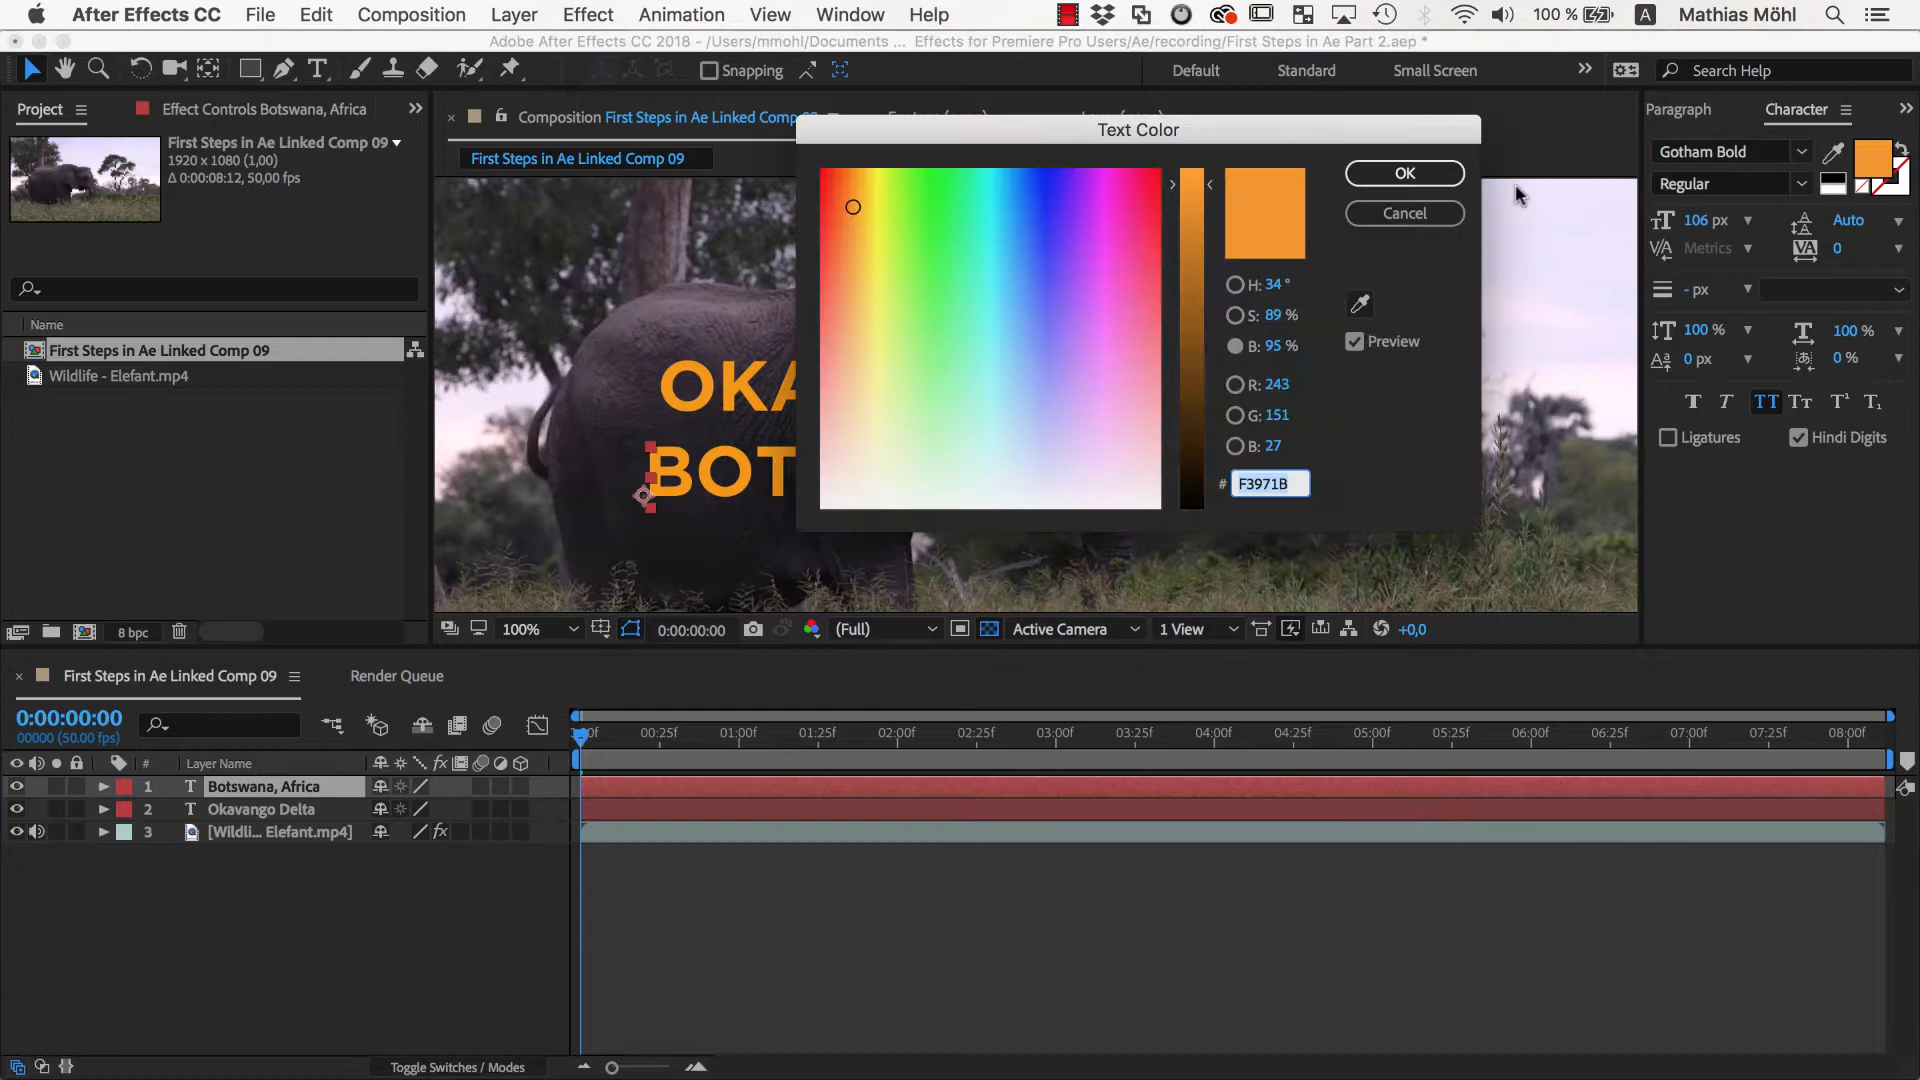 After Effects CC File Edit Composition Layer Effect Animation View Window Help 100 % A Mathias Möhl
Adobe After Effects CC 2018 - /Users/mmohl/Documents ... Effects for Premiere Pro Users/Ae/recording/First Steps in Ae Part 2.aep *
Snapping Default Standard Small Screen Search Help
Project Effect Controls Botswana, Africa
First Steps in Ae Linked Comp 09
1920 x 1080 (1,00)
Δ 0:00:08:12, 50,00 fps
Name
First Steps in Ae Linked Comp 09
Wildlife - Elefant.mp4
8 bpc
Composition First Steps in Ae Linked Comp
First Steps in Ae Linked Comp 09
OKA
BOT
Text Color
OK
Cancel
H: 34 °
S: 89 %
B: 95 %
Preview
R: 243
G: 151
B: 27
# F3971B
100% 0:00:00:00 (Full) Active Camera 1 View +0,0
Paragraph Character
Gotham Bold
Regular
106 px Auto
Metrics 0
- px
100 % 100 %
0 px 0 %
T T TT Tт T¹ T₁
Ligatures Hindi Digits
First Steps in Ae Linked Comp 09 Render Queue
0:00:00:00
00000 (50.00 fps)
00f 00:25f 01:00f 01:25f 02:00f 02:25f 03:00f 03:25f 04:00f 04:25f 05:00f 05:25f 06:00f 06:25f 07:00f 07:25f 08:00f
# Layer Name
1 T Botswana, Africa
2 T Okavango Delta
3 [Wildli... Elefant.mp4] fx
Toggle Switches / Modes